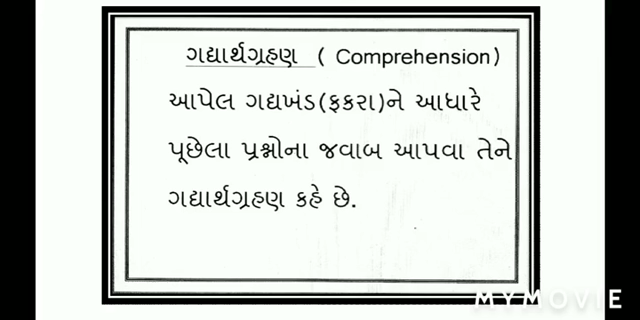 ગદ્યાર્થગ્રહણ ( Comprehension)
આપેલ ગદ્યખંડ(ફકરા)ને આધારે
પૂછેલા પ્રશ્નોના જવાબ આપવા તેને
ગદ્યાર્થગ્રહણ કહે છે.
MYMOVIE